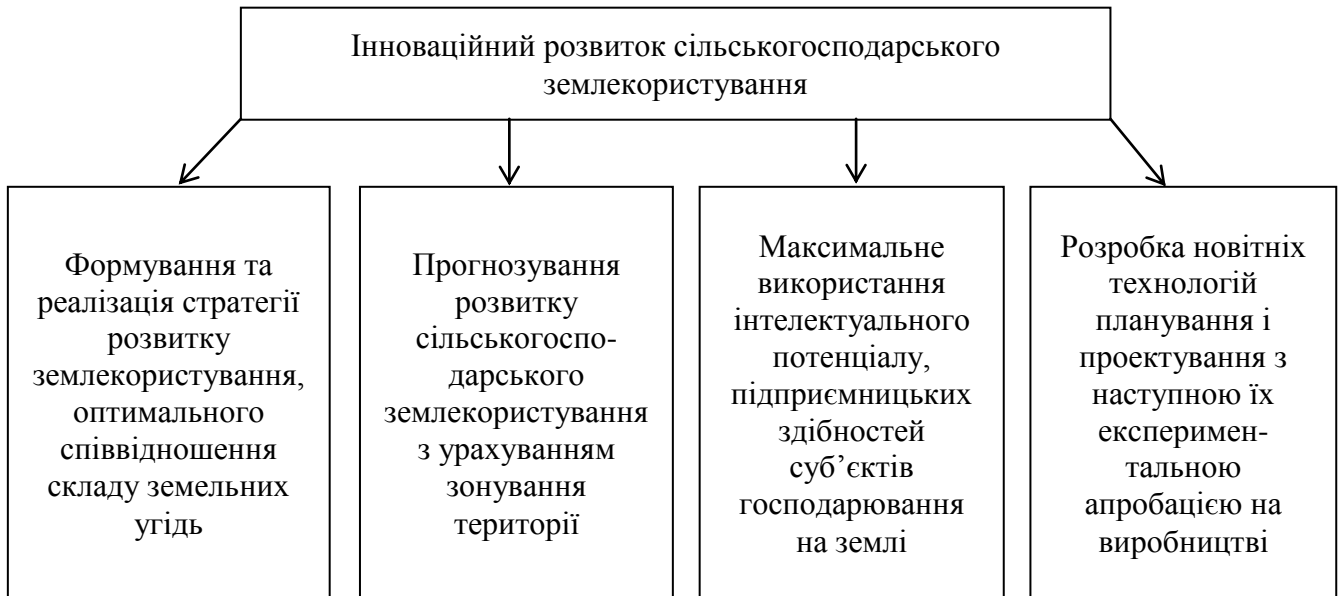 Інноваційний розвиток сільськогосподарського
землекористування
Формування та
реалізація стратегії
розвитку
землекористування,
оптимального
співвідношення
складу земельних
угідь
Прогнозування
розвитку
сільськогоспо-
дарського
землекористування
з урахуванням
зонування
території
Максимальне
використання
інтелектуального
потенціалу,
підприємницьких
здібностей
суб’єктів
господарювання
на землі
Розробка новітніх
технологій
планування і
проектування з
наступною їх
експеримен-
тальною
апробацією на
виробництві